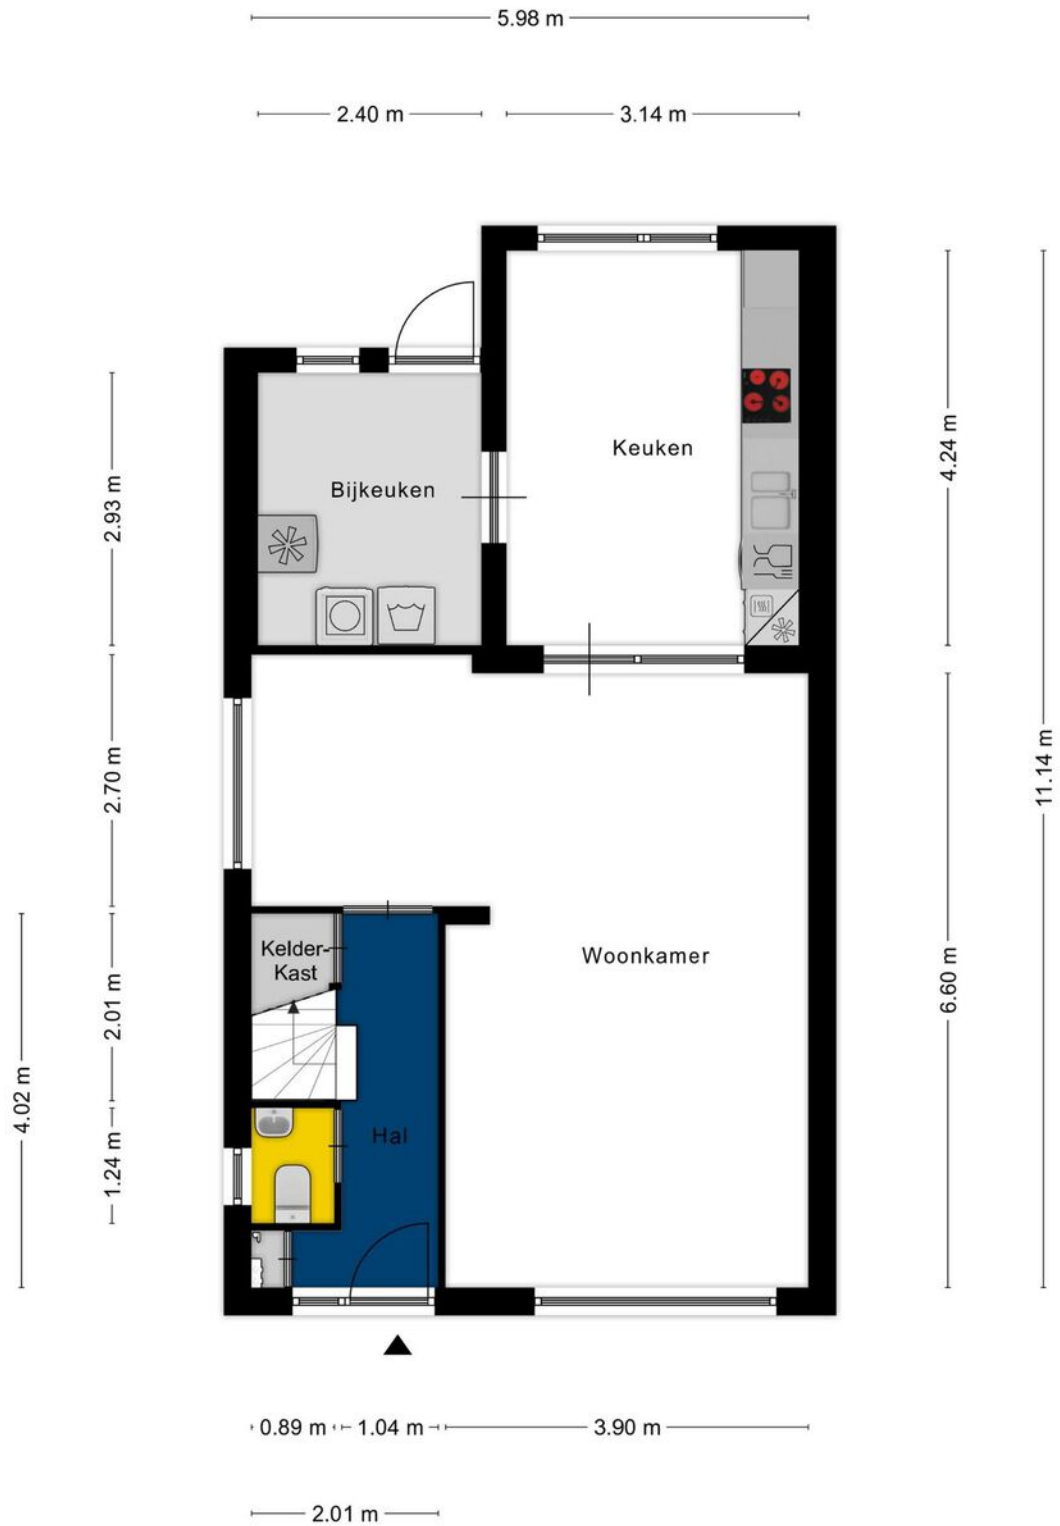 5.98 m
2.40 m
3.14 m
Keuken
4.24 m
Bijkeuken
2.93 m
2.70 m
11.14 m
Woonkamer
Kelder-
Kast
2.01 m
6.60 m
4.02 m
Hal
1.24 m
0.89 m
1.04 m
3.90 m
2.01 m